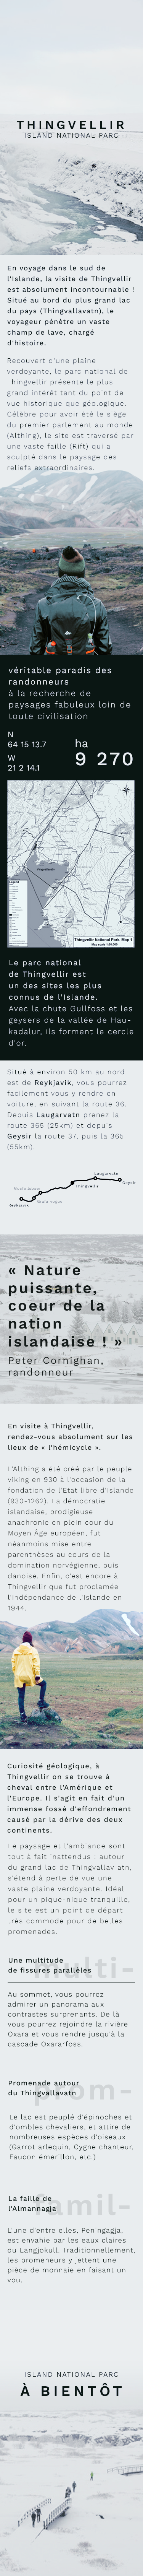 THINGVELLIR
ISLAND NATIONAL PARC
En voyage dans le sud de
l'Islande, la visite de Thingvellir
est absolument incontournable !
Situé au bord du plus grand lac
du pays (Thingvallavatn), le
voyageur pénètre un vaste
champ de lave, chargé
d'histoire.
Recouvert d'une plaine
verdoyante, le parc national de
Thingvellir présente le plus
grand intérêt tant du point de
vue historique que géologique.
Célèbre pour avoir été le siège
du premier parlement au monde
(Althing), le site est traversé par
une vaste faille (Rift) qui a
sculpté dans le paysage des
reliefs extraordinaires.
véritable paradis des
randonneurs
à la recherche de
paysages fabuleux loin de
toute civilisation
N
64 15 13.7
W
21 2 14.1
ha
9 270
Thingvellir National Park. Map 1
Le parc national
de Thingvellir est
un des sites les plus
connus de l'Islande.
Avec la chute Gullfoss et les
geysers de la vallée de Hau-
kadalur, ils forment le cercle
d'or.
Situé à environ 50 km au nord
est de Reykjavik, vous pourrez
facilement vous y rendre en
voiture, en suivant la route 36.
Depuis Laugarvatn prenez la
route 365 (25km) et depuis
Geysir la route 37, puis la 365
(55km).
Laugarvatn
Geysir
Thingvellir
Reykjavik
« Nature
puissante,
coeur de la
nation
islandaise ! »
Peter Cornighan,
randonneur
En visite à Thingvellir,
rendez-vous absolument sur les
lieux de « l'hémicycle ».
L'Althing a été créé par le peuple
viking en 930 à l'occasion de la
fondation de l'Etat libre d'Islande
(930-1262). La démocratie
islandaise, prodigieuse
anachronie en plein cour du
Moyen Âge européen, fut
néanmoins mise entre
parenthèses au cours de la
domination norvégienne, puis
danoise. Enfin, c'est encore à
Thingvellir que fut proclamée
l'indépendance de l'Islande en
1944.
Curiosité géologique, à
Thingvellir on se trouve à
cheval entre l'Amérique et
l'Europe. Il s'agit en fait d'un
immense fossé d'effondrement
causé par la dérive des deux
continents.
Le paysage et l'ambiance sont
tout à fait inattendus : autour
du grand lac de Thingvallav atn,
s'étend à perte de vue une
vaste plaine verdoyante. Idéal
pour un pique-nique tranquille,
le site est un point de départ
très commode pour de belles
promenades.
multi-
Une multitude
de fissures parallèles
Au sommet, vous pourrez
admirer un panorama aux
contrastes surprenants. De là
vous pourrez rejoindre la rivière
Oxara et vous rendre jusqu'à la
cascade Oxararfoss.
prom-
Promenade autour
du Thingvallavatn
Le lac est peuplé d'épinoches et
d'ombles chevaliers, et attire de
nombreuses espèces d'oiseaux
(Garrot arlequin, Cygne chanteur,
Faucon émerillon, etc.)
famil-
La faille de
l'Almannagja
L'une d'entre elles, Peningagja,
est envahie par les eaux claires
du Langjokull. Traditionnellement,
les promeneurs y jettent une
pièce de monnaie en faisant un
vou.
ISLAND NATIONAL PARC
À BIENTÔT